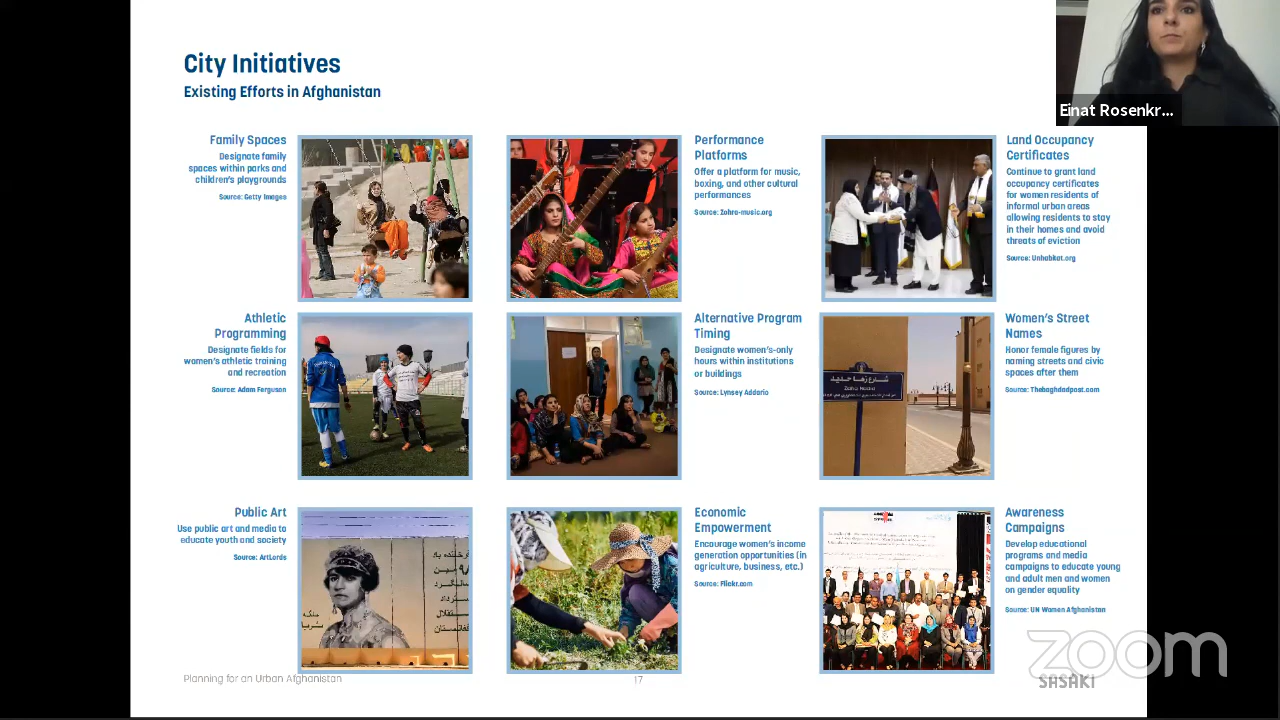 City Initiatives
Existing Efforts in Afghanistan
Einat Rosenkr...
Family Spaces
Designate family
spaces within parks and
children's playgrounds
Source: Getty Images
Performance
Platforms
Offer a platform for music,
boxing, and other cultural
performances
Source: Zohra-music.org
Land Occupancy
Certificates
Continue to grant land
occupancy certificates
for women residents of
informal urban areas
allowing residents to stay
in their homes and avoid
threats of eviction
Source: Unhabitat.org
Athletic
Programming
Designate fields for
women's athletic training
and recreation
Source: Adam Ferguson
Alternative Program
Timing
Designate women's-only
hours within institutions
or buildings
Source: Lynsey Addario
شارع زها حديد
Zaha Hadid
Women's Street
Names
Honor female figures by
naming streets and civic
spaces after them
Source: Thebaghdadpost.com
Public Art
Use public art and media to
educate youth and society
Source: ArtLords
Economic
Empowerment
Encourage women's income
generation opportunities (in
agriculture, business, etc.)
Source: Flickr.com
Awareness
Campaigns
Develop educational
programs and media
campaigns to educate young
and adult men and women
on gender equality
Source: UN Women Afghanistan
Planning for an Urban Afghanistan
17
SASAKI
zoom